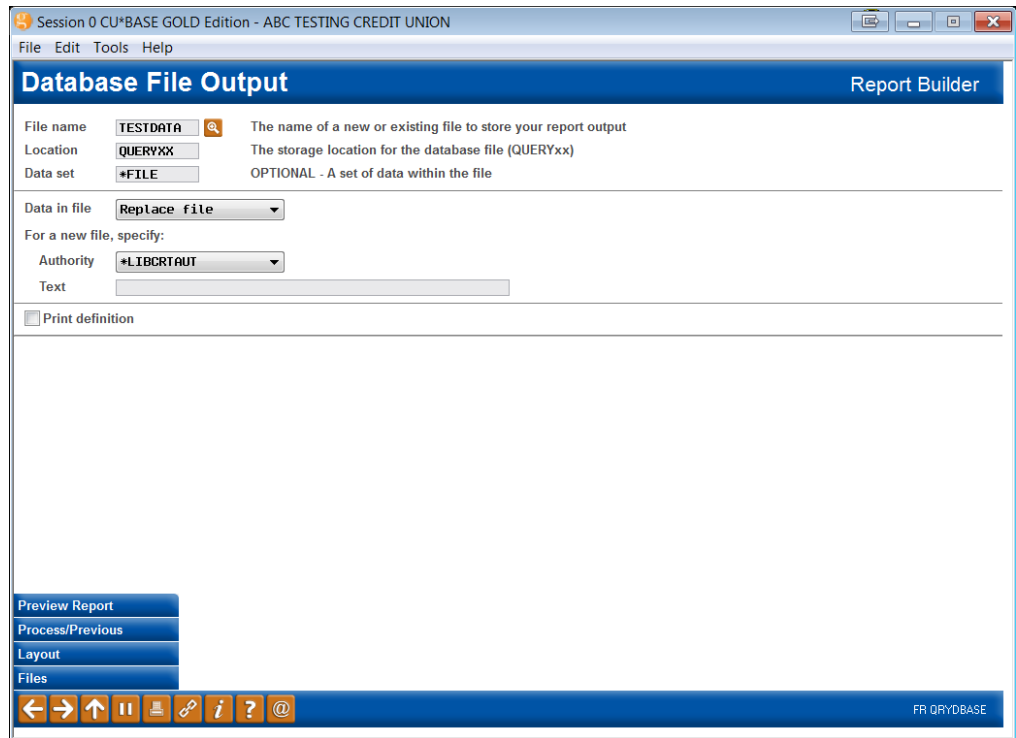 Session 0 CU*BASE GOLD Edition - ABC TESTING CREDIT UNION
File Edit Tools Help
Database File Output Report Builder
File name TESTDATA The name of a new or existing file to store your report output
Location QUERYXX The storage location for the database file (QUERYxx)
Data set *FILE OPTIONAL - A set of data within the file
Data in file Replace file
For a new file, specify:
Authority *LIBCRTAUT
Text
Print definition
Preview Report
Process/Previous
Layout
Files
FR QRYDBASE